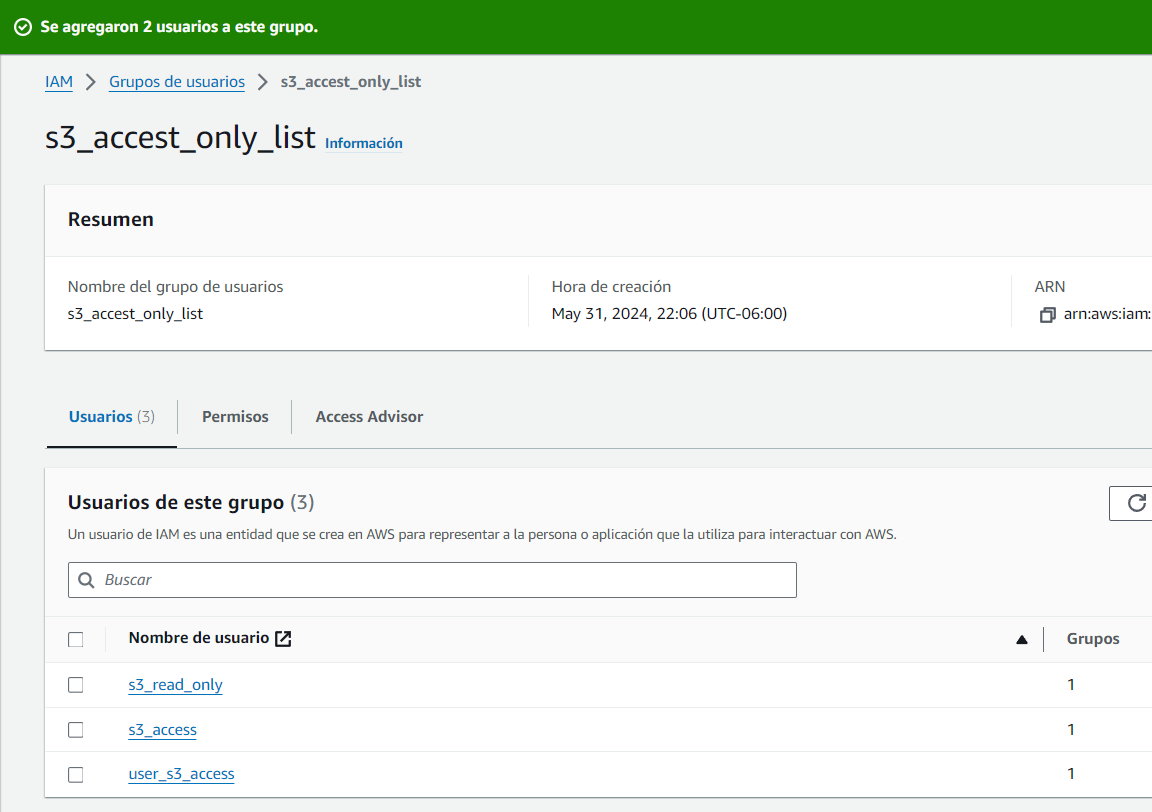 Se agregaron 2 usuarios a este grupo.
IAM > Grupos de usuarios > s3_accest_only_list
s3_accest_only_list Información
Resumen
Nombre del grupo de usuarios
s3_accest_only_list
Hora de creación
May 31, 2024, 22:06 (UTC-06:00)
ARN
arn:aws:iam:
Usuarios (3)
Permisos
Access Advisor
Usuarios de este grupo (3)
Un usuario de IAM es una entidad que se crea en AWS para representar a la persona o aplicación que la utiliza para interactuar con AWS.
Buscar
Nombre de usuario
Grupos
s3_read_only
1
s3_access
1
user_s3_access
1